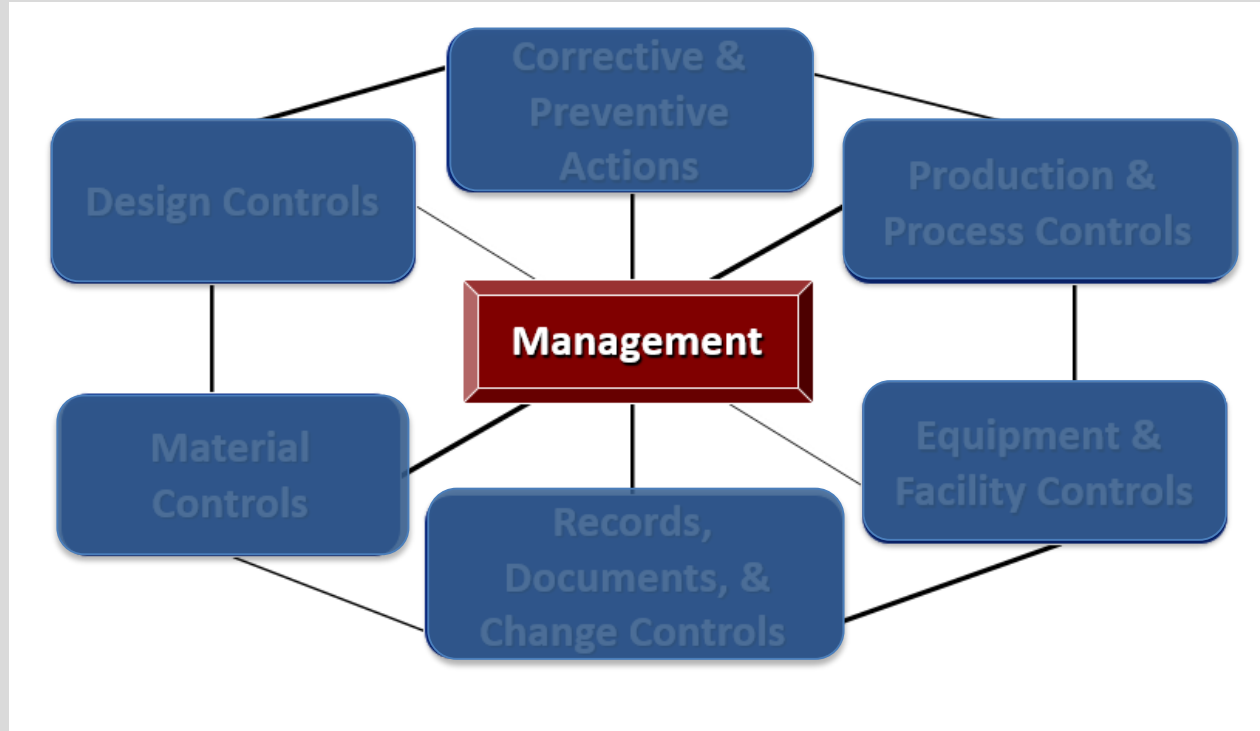 Corrective &
Preventive
Actions
Design Controls
Production &
Process Controls
Management
Material
Controls
Equipment &
Facility Controls
Records,
Documents, &
Change Controls